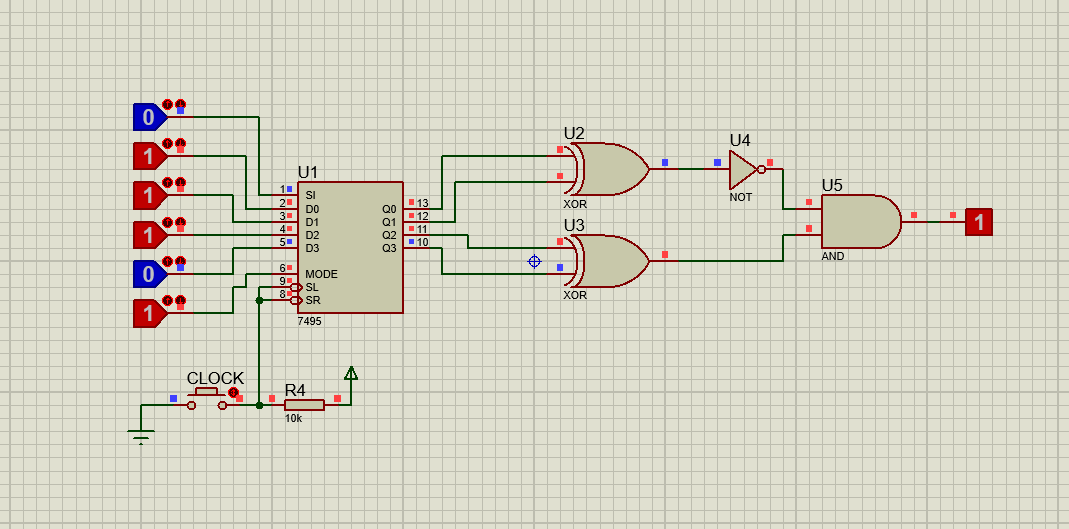 0
1
1
1
0
1
U1
1 SI
2 D0
3 D1
4 D2
5 D3
6 MODE
9 SL
8 SR
Q0 13
Q1 12
Q2 11
Q3 10
7495
U2
XOR
U3
XOR
U4
NOT
U5
AND
1
CLOCK
R4
10k